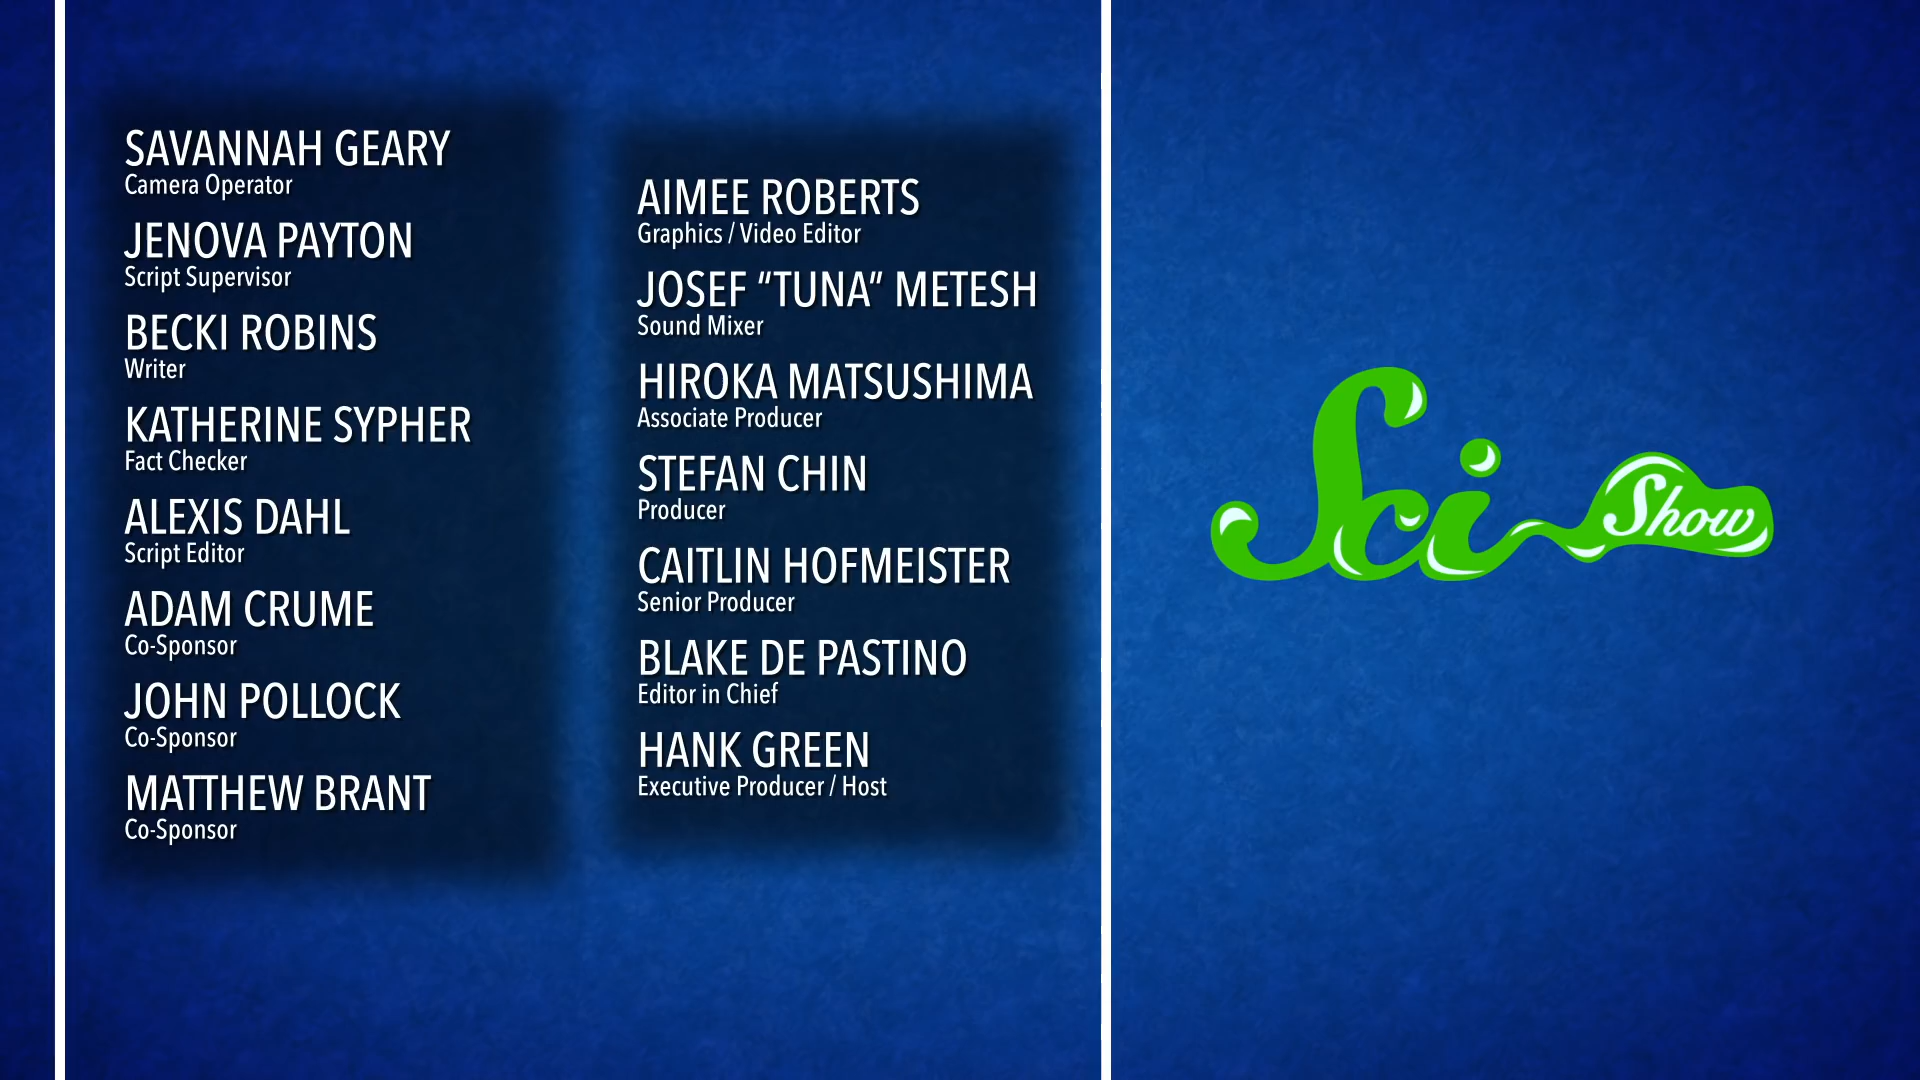 SAVANNAH GEARY
Camera Operator
JENOVA PAYTON
Script Supervisor
BECKI ROBINS
Writer
KATHERINE SYPHER
Fact Checker
ALEXIS DAHL
Script Editor
ADAM CRUME
Co-Sponsor
JOHN POLLOCK
Co-Sponsor
MATTHEW BRANT
Co-Sponsor
AIMEE ROBERTS
Graphics / Video Editor
JOSEF “TUNA” METESH
Sound Mixer
HIROKA MATSUSHIMA
Associate Producer
STEFAN CHIN
Producer
CAITLIN HOFMEISTER
Senior Producer
BLAKE DE PASTINO
Editor in Chief
HANK GREEN
Executive Producer / Host
Sci Show